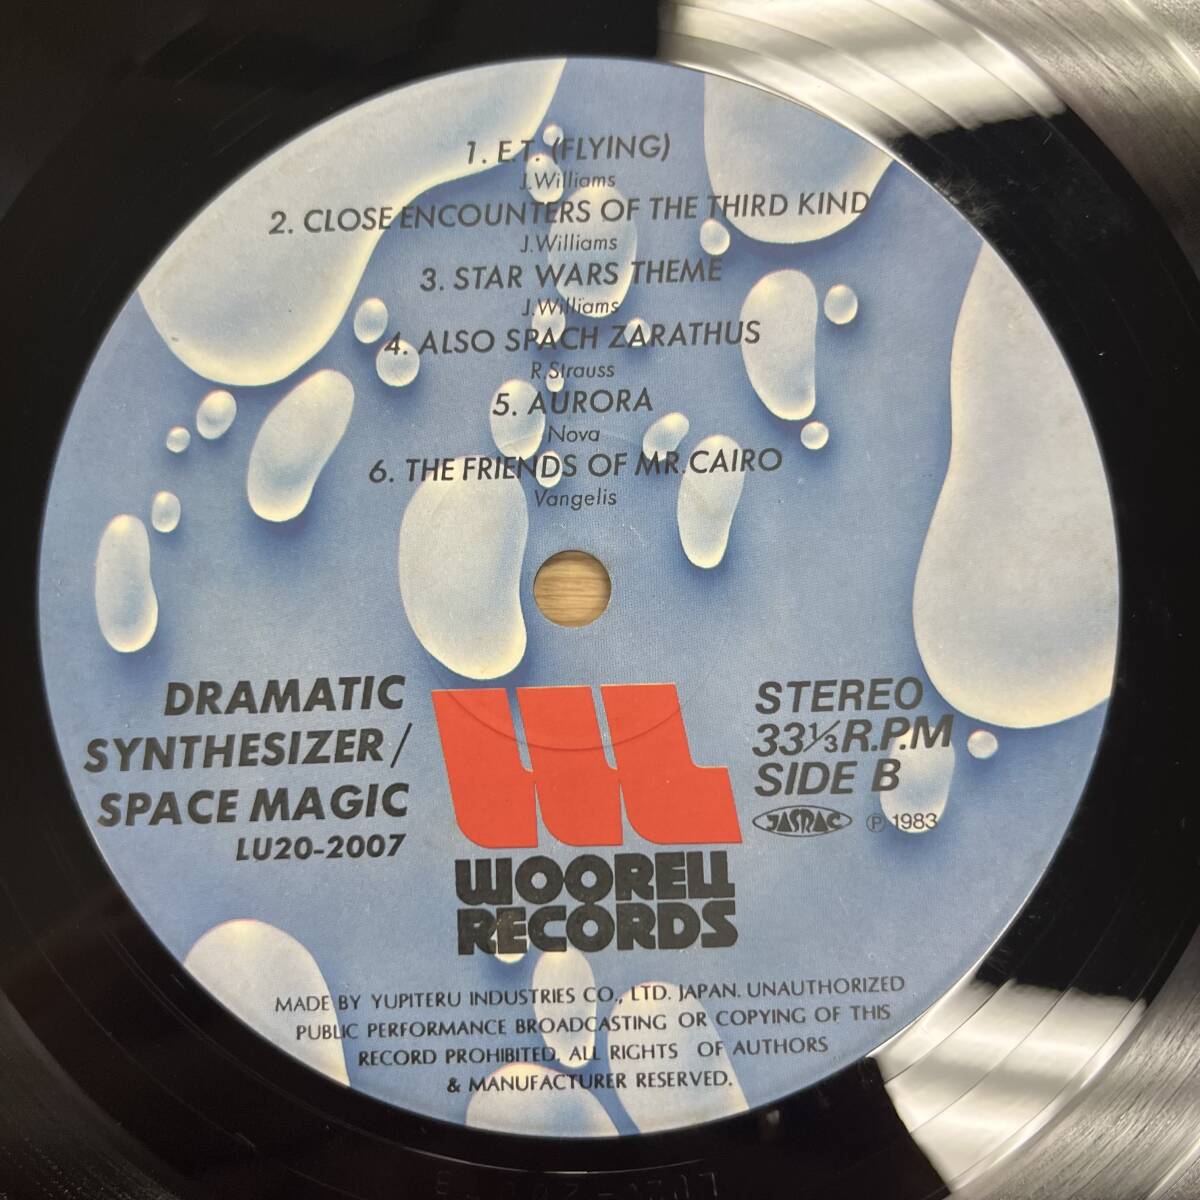 1. E.T. (FLYING)
J.Williams
2. CLOSE ENCOUNTERS OF THE THIRD KIND
J.Williams
3. STAR WARS THEME
J.Williams
4. ALSO SPACH ZARATHUS
R.Strauss
5. AURORA
Nova
6. THE FRIENDS OF MR.CAIRO
Vangelis
DRAMATIC
SYNTHESIZER/
SPACE MAGIC
LU20-2007
STEREO
33⅓R.P.M
SIDE B
JASRAC ℗ 1983
WOORELL
RECORDS
MADE BY YUPITERU INDUSTRIES CO., LTD. JAPAN. UNAUTHORIZED
PUBLIC PERFORMANCE BROADCASTING OR COPYING OF THIS
RECORD PROHIBITED. ALL RIGHTS OF AUTHORS
& MANUFACTURER RESERVED.